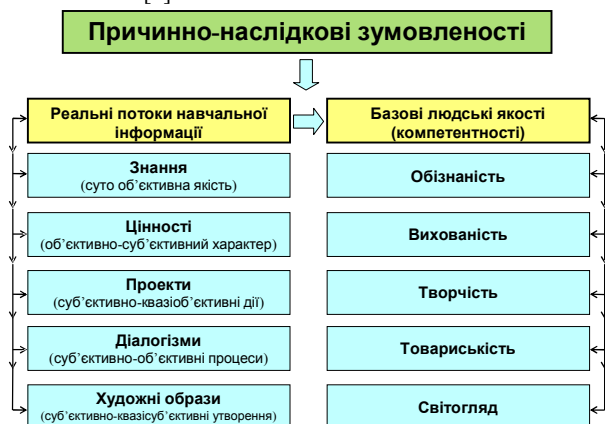 Причинно-наслідкові зумовленості
Реальні потоки навчальної
інформації
Базові людські якості
(компетентності)
Знання
(суто об’єктивна якість)
Обізнаність
Цінності
(об’єктивно-суб’єктивний характер)
Вихованість
Проекти
(суб’єктивно-квазіоб’єктивні дії)
Творчість
Діалогізми
(суб’єктивно-об’єктивні процеси)
Товариськість
Художні образи
(суб’єктивно-квазісуб’єктивні утворення)
Світогляд